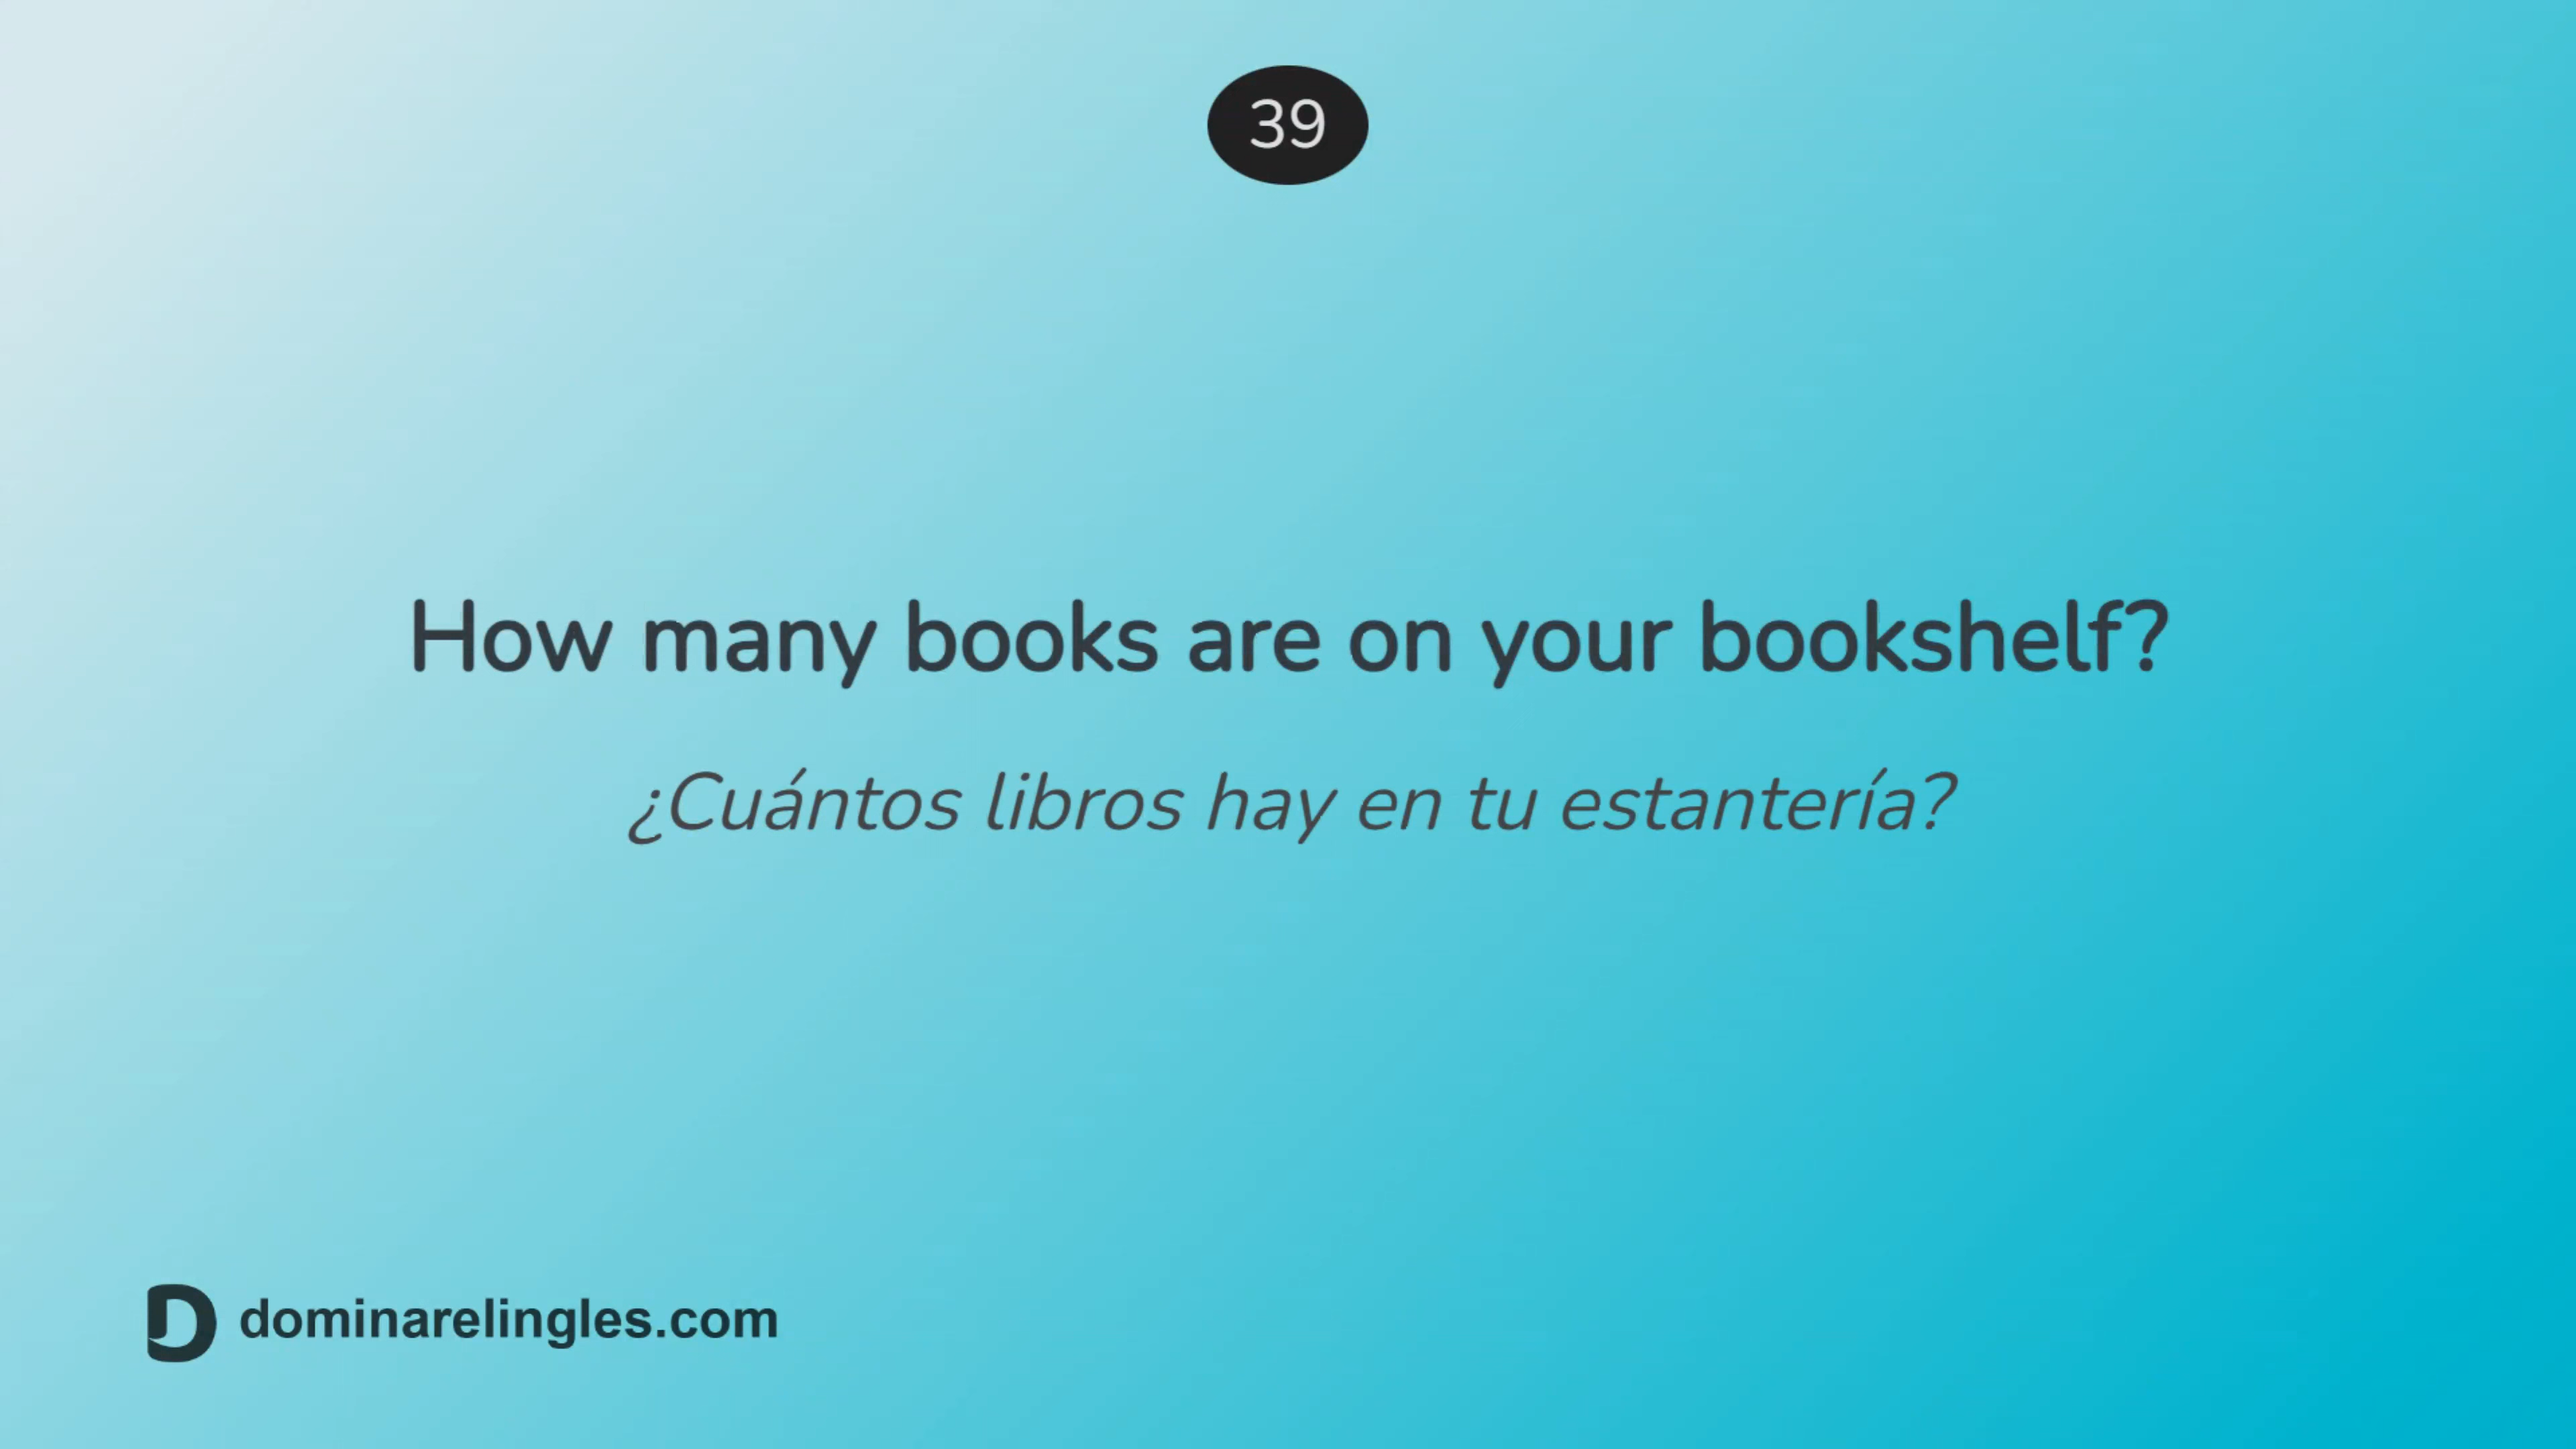 39
How many books are on your bookshelf?
¿Cuántos libros hay en tu estantería?
dominarelingles.com